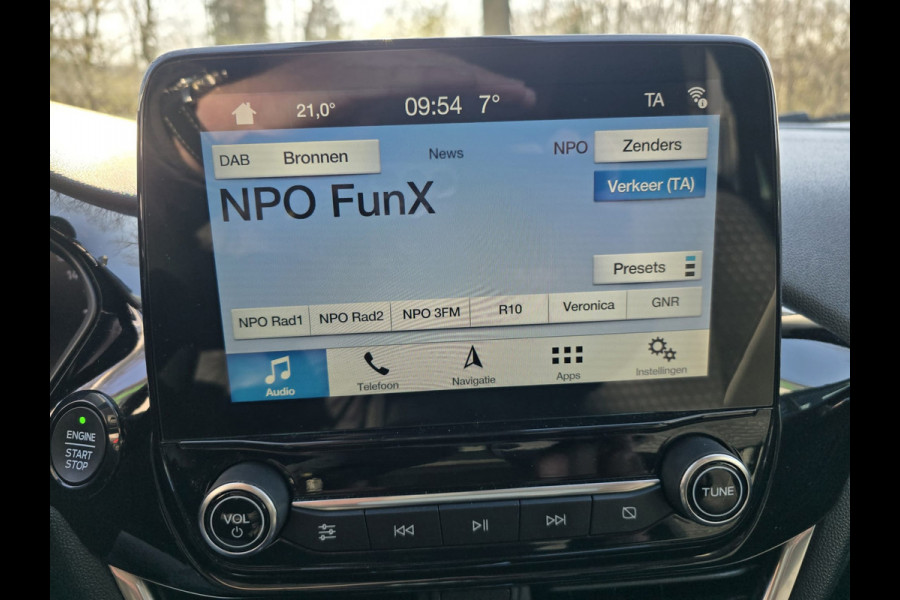 21,0° 09:54 7° TA
DAB Bronnen News NPO Zenders
NPO FunX
Verkeer (TA)
Presets
NPO Rad1 NPO Rad2 NPO 3FM R10 Veronica GNR
Audio Telefoon Navigatie Apps Instellingen
14
ENGINE
START
STOP
VOL
TUNE